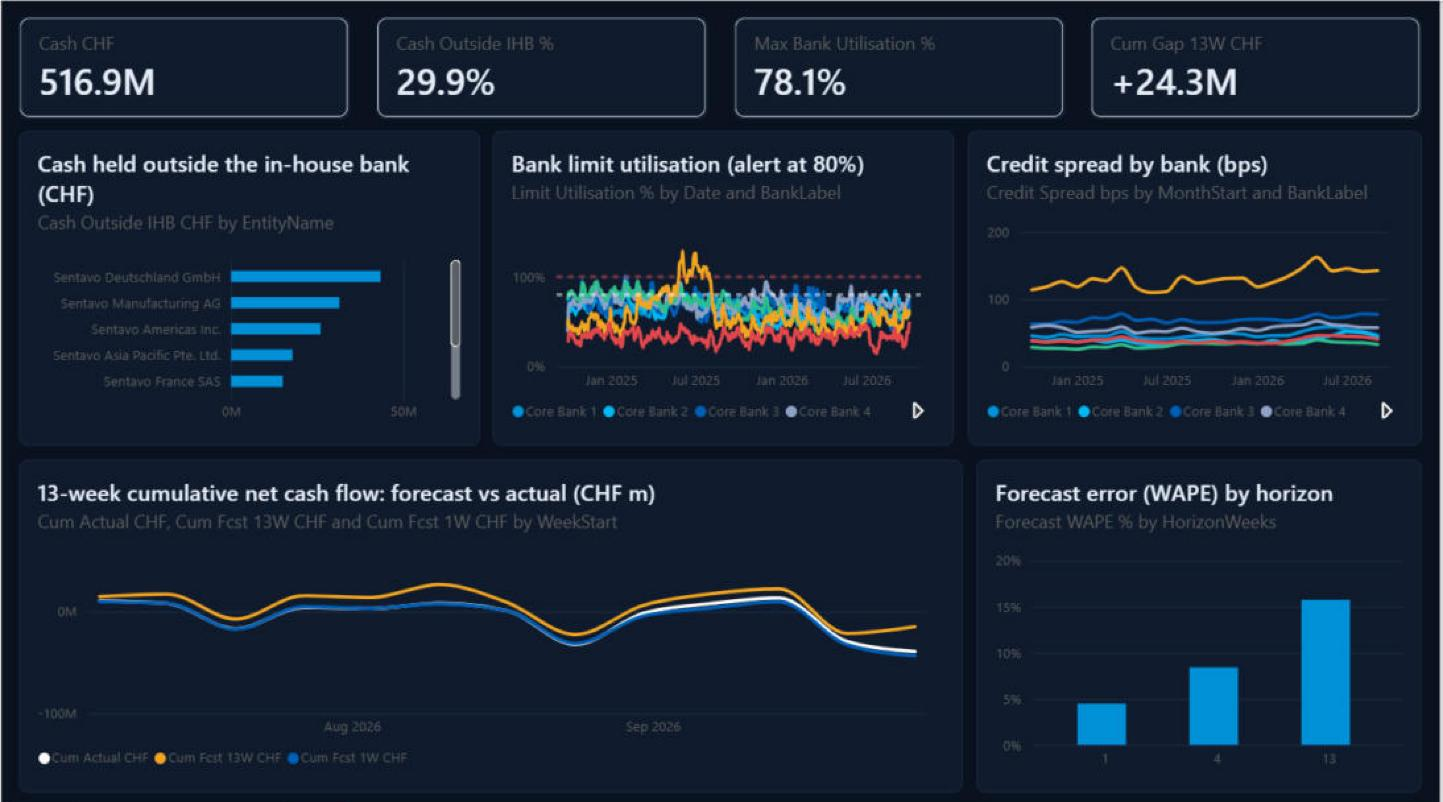 Cash CHF
516.9M
Cash Outside IHB %
29.9%
Max Bank Utilisation %
78.1%
Cum Gap 13W CHF
+24.3M
Cash held outside the in-house bank
(CHF)
Cash Outside IHB CHF by EntityName
Sentavo Deutschland GmbH
Sentavo Manufacturing AG
Sentavo Americas Inc.
Sentavo Asia Pacific Pte. Ltd.
Sentavo France SAS
0M 50M
Bank limit utilisation (alert at 80%)
Limit Utilisation % by Date and BankLabel
100%
0%
Jan 2025 Jul 2025 Jan 2026 Jul 2026
Core Bank 1 Core Bank 2 Core Bank 3 Core Bank 4
Credit spread by bank (bps)
Credit Spread bps by MonthStart and BankLabel
200
100
0
Jan 2025 Jul 2025 Jan 2026 Jul 2026
Core Bank 1 Core Bank 2 Core Bank 3 Core Bank 4
13-week cumulative net cash flow: forecast vs actual (CHF m)
Cum Actual CHF, Cum Fcst 13W CHF and Cum Fcst 1W CHF by WeekStart
0M
-100M
Aug 2026 Sep 2026
Cum Actual CHF Cum Fcst 13W CHF Cum Fcst 1W CHF
Forecast error (WAPE) by horizon
Forecast WAPE % by HorizonWeeks
20%
15%
10%
5%
0%
1 4 13